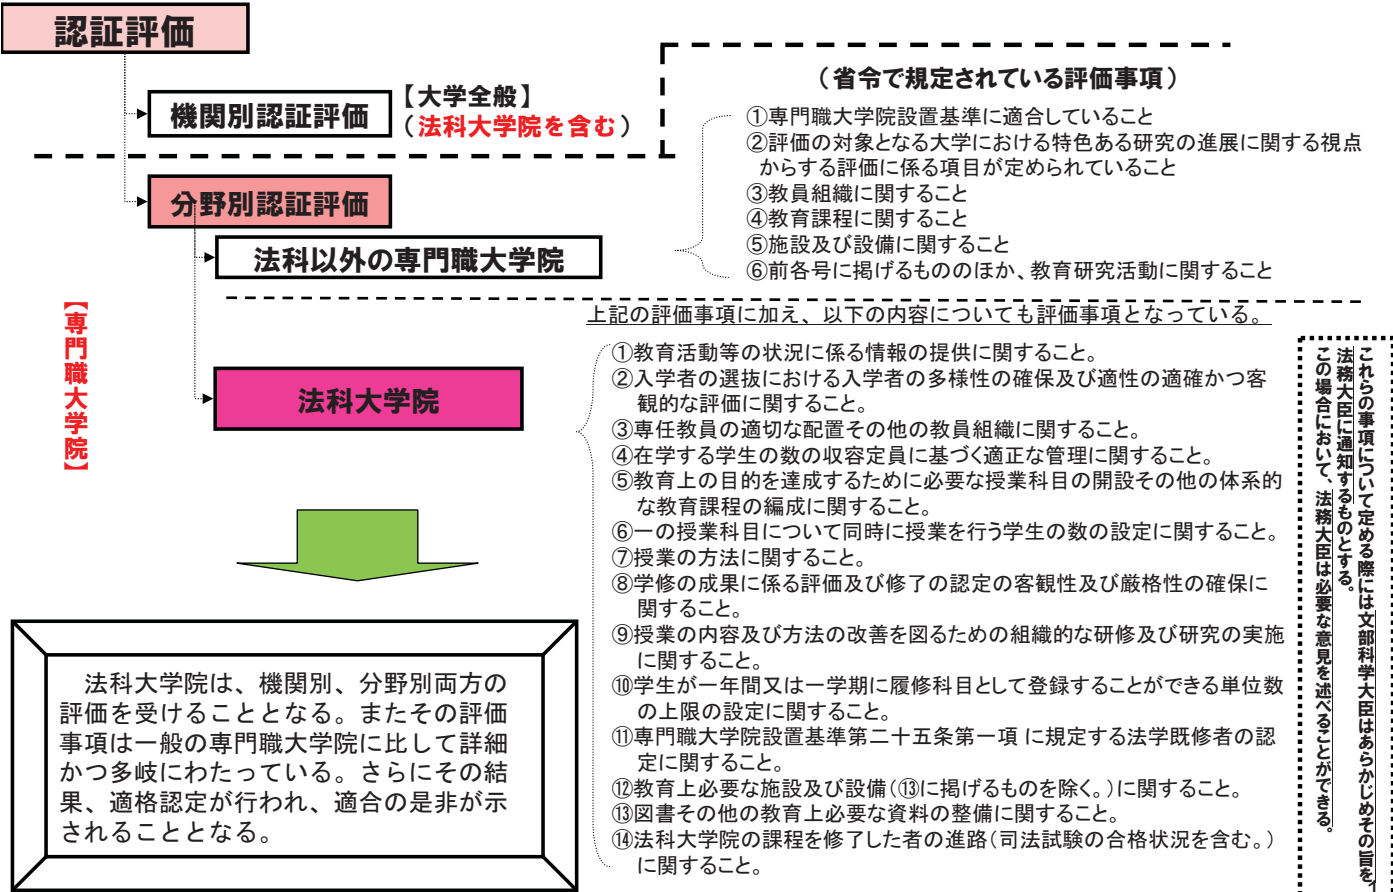 認証評価
機関別認証評価
【大学全般】
(法科大学院を含む)
分野別認証評価
法科以外の専門職大学院
(省令で規定されている評価事項)
①専門職大学院設置基準に適合していること
②評価の対象となる大学における特色ある研究の進展に関する視点
からする評価に係る項目が定められていること
③教員組織に関すること
④教育課程に関すること
⑤施設及び設備に関すること
⑥前各号に掲げるもののほか、教育研究活動に関すること
【専門職大学院】
法科大学院
上記の評価事項に加え、以下の内容についても評価事項となっている。
①教育活動等の状況に係る情報の提供に関すること。
②入学者の選抜における入学者の多様性の確保及び適性の適確かつ客
観的な評価に関すること。
③専任教員の適切な配置その他の教員組織に関すること。
④在学する学生の数の収容定員に基づく適正な管理に関すること。
⑤教育上の目的を達成するために必要な授業科目の開設その他の体系的
な教育課程の編成に関すること。
⑥一の授業科目について同時に授業を行う学生の数の設定に関すること。
⑦授業の方法に関すること。
⑧学修の成果に係る評価及び修了の認定の客観性及び厳格性の確保に
関すること。
⑨授業の内容及び方法の改善を図るための組織的な研修及び研究の実施
に関すること。
⑩学生が一年間又は一学期に履修科目として登録することができる単位数
の上限の設定に関すること。
⑪専門職大学院設置基準第二十五条第一項 に規定する法学既修者の認
定に関すること。
⑫教育上必要な施設及び設備(⑬に掲げるものを除く。)に関すること。
⑬図書その他の教育上必要な資料の整備に関すること。
⑭法科大学院の課程を修了した者の進路(司法試験の合格状況を含む。)
に関すること。
これらの事項について定める際には文部科学大臣はあらかじめその旨を、
法務大臣に通知するものとする。
この場合において、法務大臣は必要な意見を述べることができる。
法科大学院は、機関別、分野別両方の
評価を受けることとなる。またその評価
事項は一般の専門職大学院に比して詳細
かつ多岐にわたっている。さらにその結
果、適格認定が行われ、適合の是非が示
されることとなる。